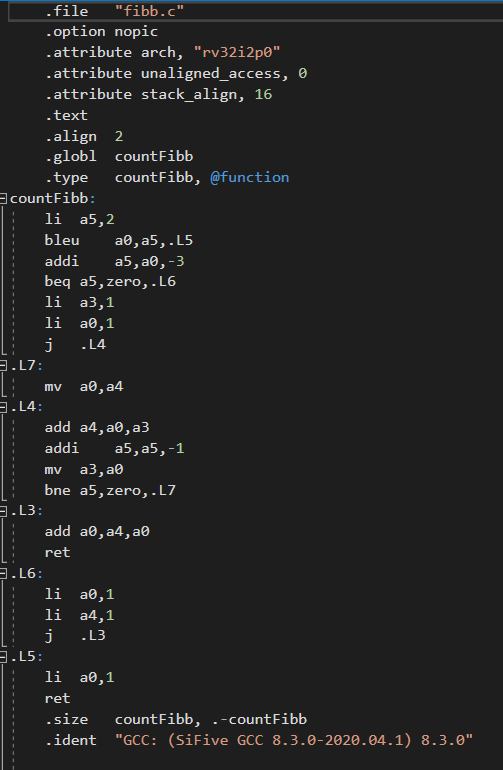 .file "fibb.c"
.option nopic
.attribute arch, "rv32i2p0"
.attribute unaligned_access, 0
.attribute stack_align, 16
.text
.align 2
.globl countFibb
.type countFibb, @function
countFibb:
li a5,2
bleu a0,a5,.L5
addi a5,a0,-3
beq a5,zero,.L6
li a3,1
li a0,1
j .L4
.L7:
mv a0,a4
.L4:
add a4,a0,a3
addi a5,a5,-1
mv a3,a0
bne a5,zero,.L7
.L3:
add a0,a4,a0
ret
.L6:
li a0,1
li a4,1
j .L3
.L5:
li a0,1
ret
.size countFibb, .-countFibb
.ident "GCC: (SiFive GCC 8.3.0-2020.04.1) 8.3.0"